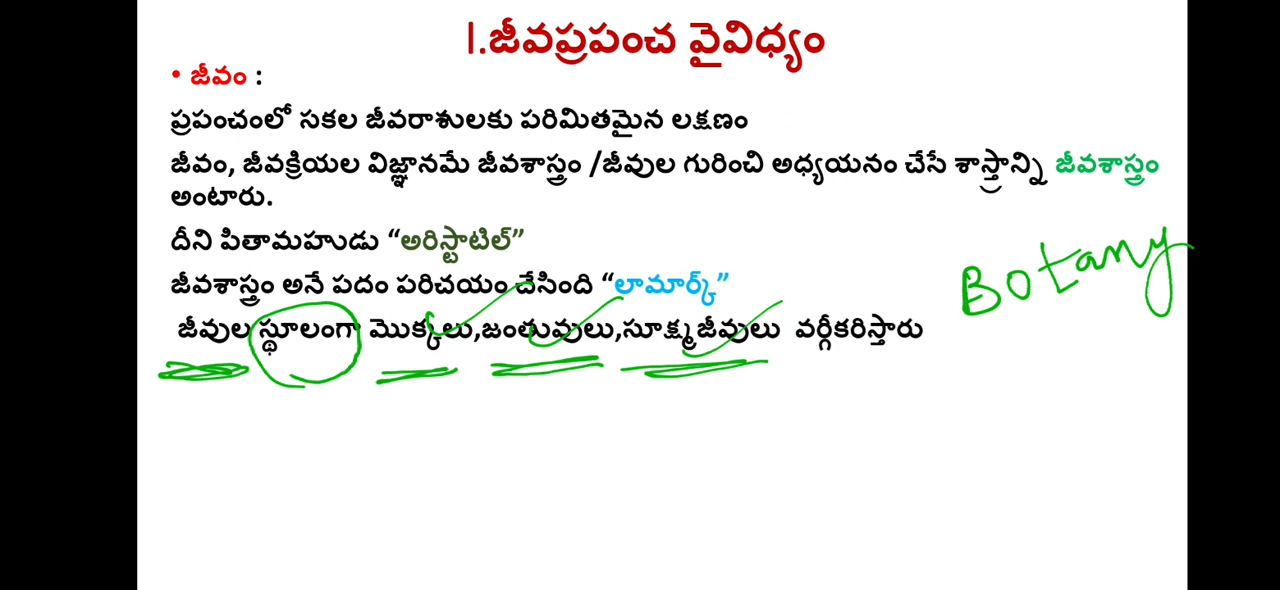 I.జీవప్రపంచ వైవిధ్యం
• జీవం :
ప్రపంచంలో సకల జీవరాశులకు పరిమితమైన లక్షణం
జీవం, జీవక్రియల విజ్ఞానమే జీవశాస్త్రం /జీవుల గురించి అధ్యయనం చేసే శాస్త్రాన్ని జీవశాస్త్రం
అంటారు.
దీని పితామహుడు “అరిస్టాటిల్”
జీవశాస్త్రం అనే పదం పరిచయం చేసింది “లామార్క్”
జీవుల స్థూలంగా మొక్కలు,జంతువులు,సూక్ష్మజీవులు వర్గీకరిస్తారు
Botany